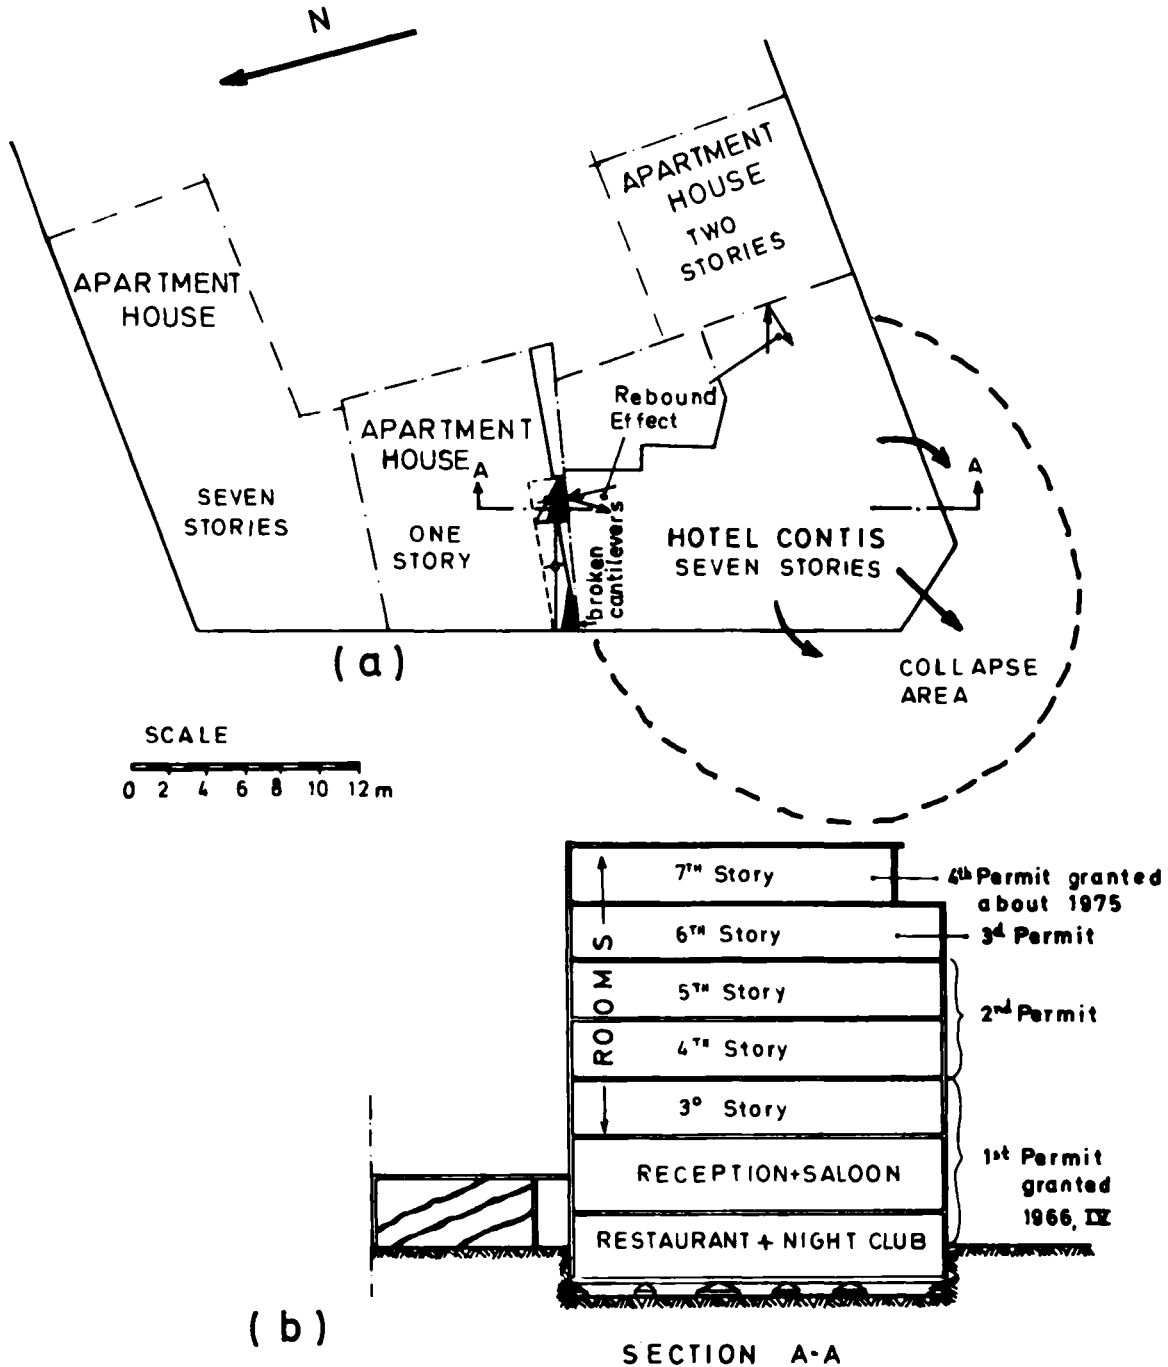 N
APARTMENT
HOUSE
TWO
STORIES
APARTMENT
HOUSE
Rebound
Effect
APARTMENT
HOUSE
A
A
SEVEN
STORIES
ONE
STORY
broken
cantilevers
HOTEL CONTIS
SEVEN STORIES
COLLAPSE
AREA
(a)
SCALE
0 2 4 6 8 10 12 m
7TH Story
4th Permit granted
about 1975
6TH Story
3d Permit
ROOMS
5TH Story
2nd Permit
4TH Story
3º Story
RECEPTION+SALOON
1st Permit
granted
1966, IX
RESTAURANT + NIGHT CLUB
(b)
SECTION A-A